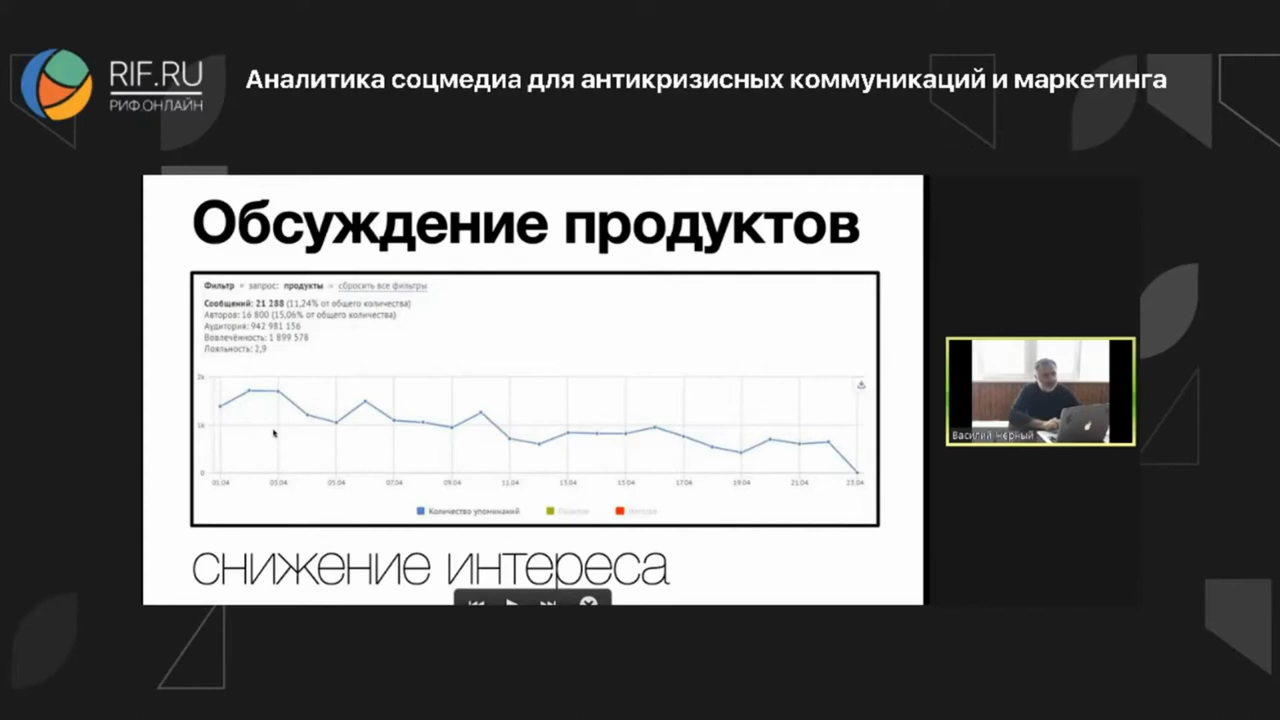 RIF.RU
РИФ.ОНЛАЙН
Аналитика соцмедиа для антикризисных коммуникаций и маркетинга
Обсуждение продуктов
Фильтр × запрос: продукты × сбросить все фильтры
Сообщений: 21 288 (11,24% от общего количества)
Авторов: 16 800 (15,06% от общего количества)
Аудитория: 942 981 156
Вовлечённость: 1 899 578
Лояльность: 2,9
2к
1к
0
01.04 03.04 05.04 07.04 09.04 11.04 13.04 15.04 17.04 19.04 21.04 23.04
Количество упоминаний
снижение интереса
Василий Черный